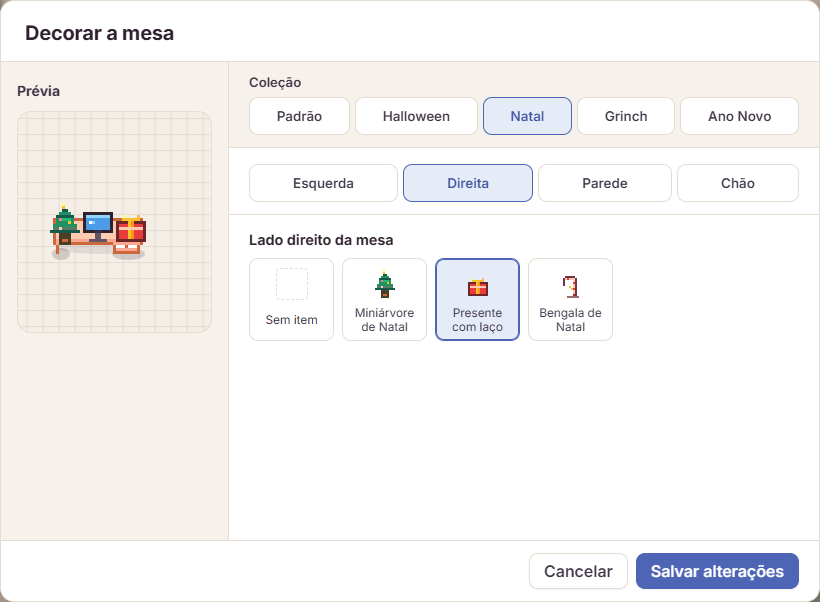 Decorar a mesa
Prévia
Coleção
Padrão
Halloween
Natal
Grinch
Ano Novo
Esquerda
Direita
Parede
Chão
Lado direito da mesa
Sem item
Miniárvore
de Natal
Presente
com laço
Bengala de
Natal
Cancelar
Salvar alterações